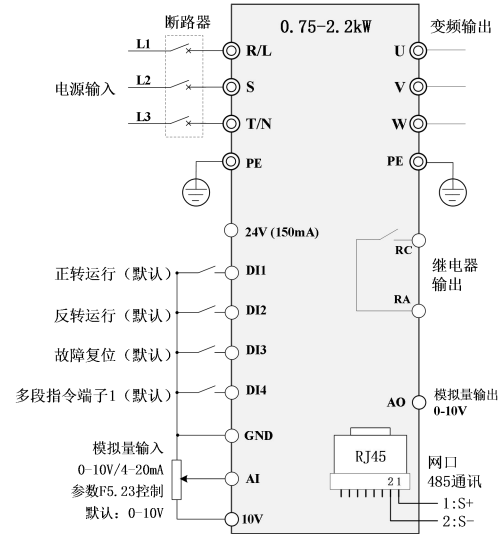 断路器
0.75-2.2kW
变频输出
L1
R/L
U
电源输入
L2
S
V
L3
T/N
W
PE
PE
24V (150mA)
RC
继电器
输出
正转运行（默认）
DI1
RA
反转运行（默认）
DI2
故障复位（默认）
DI3
多段指令端子1（默认）
DI4
AO
模拟量输出
0-10V
GND
模拟量输入
0-10V/4-20mA
参数F5.23控制
默认：0-10V
AI
10V
RJ45
2 1
网口
485通讯
1:S+
2:S-